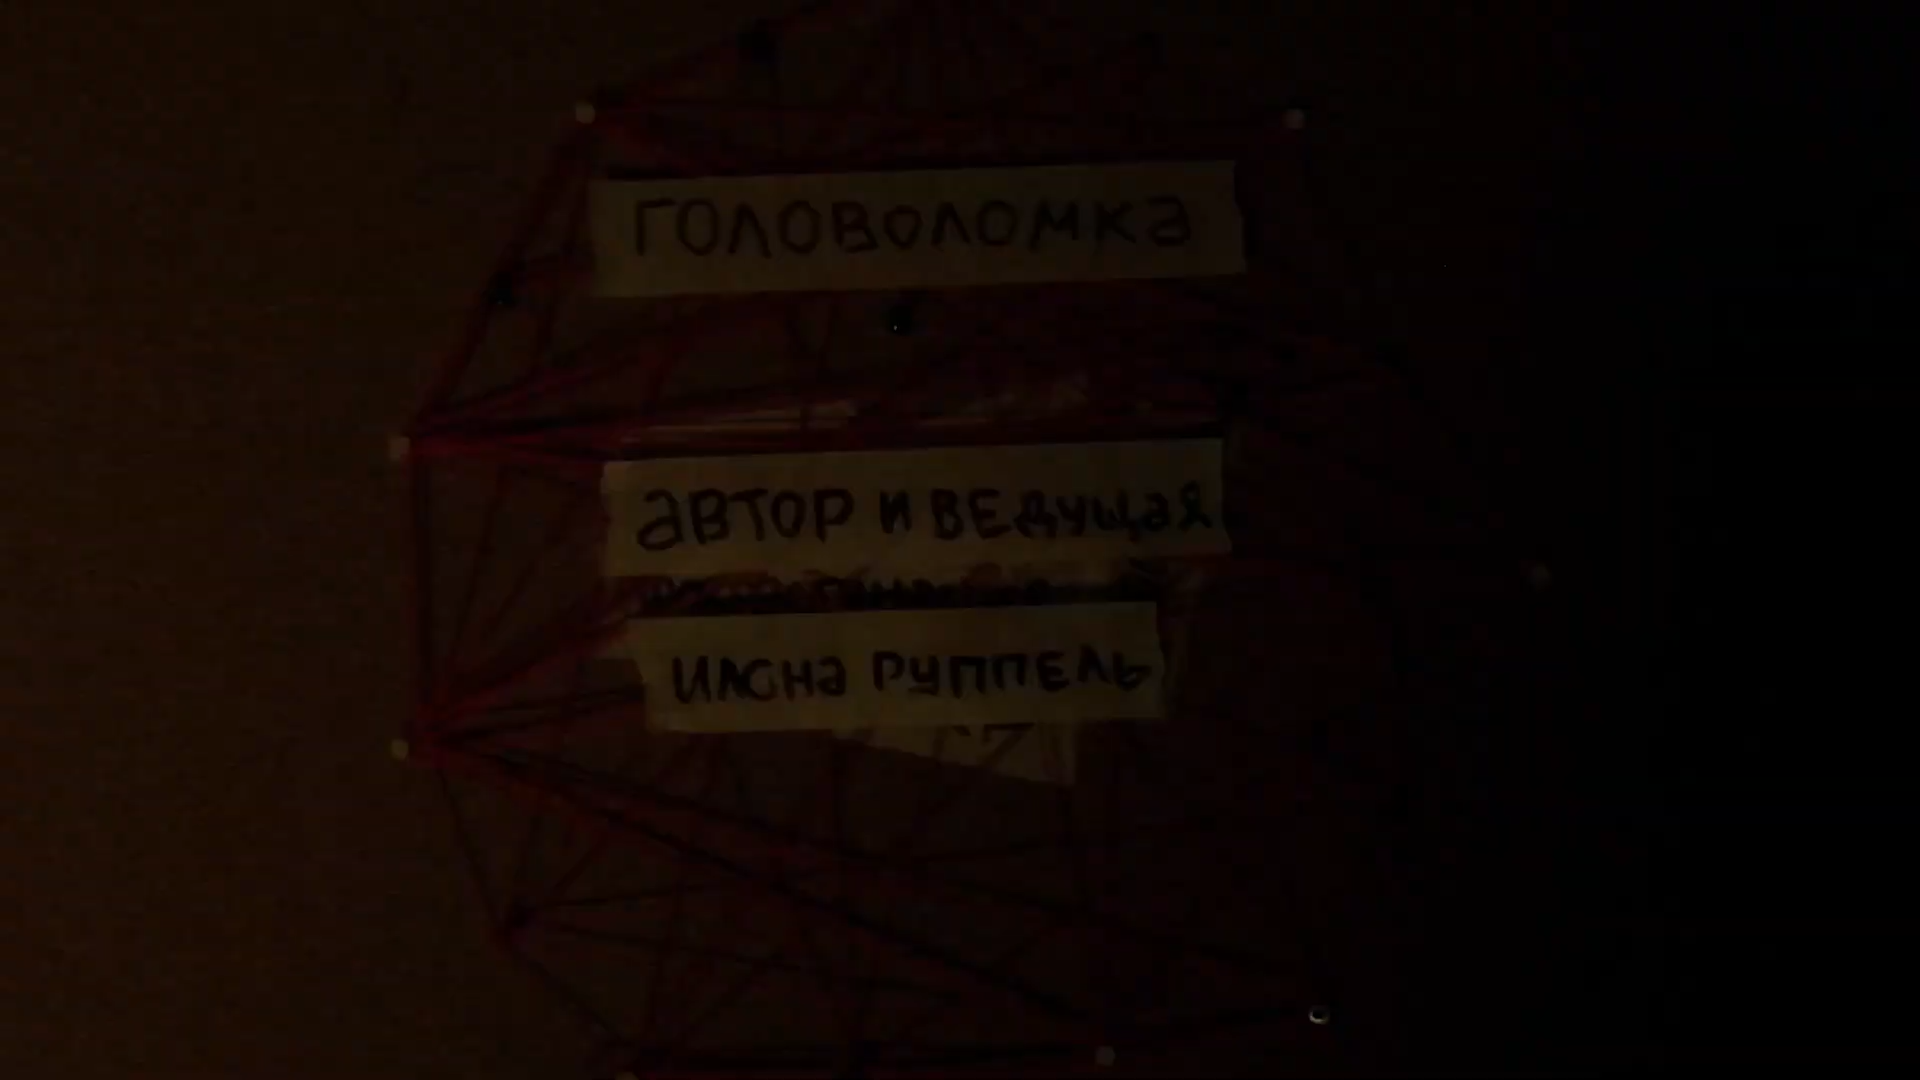 головоломка
автор и ведущая
илона руппель